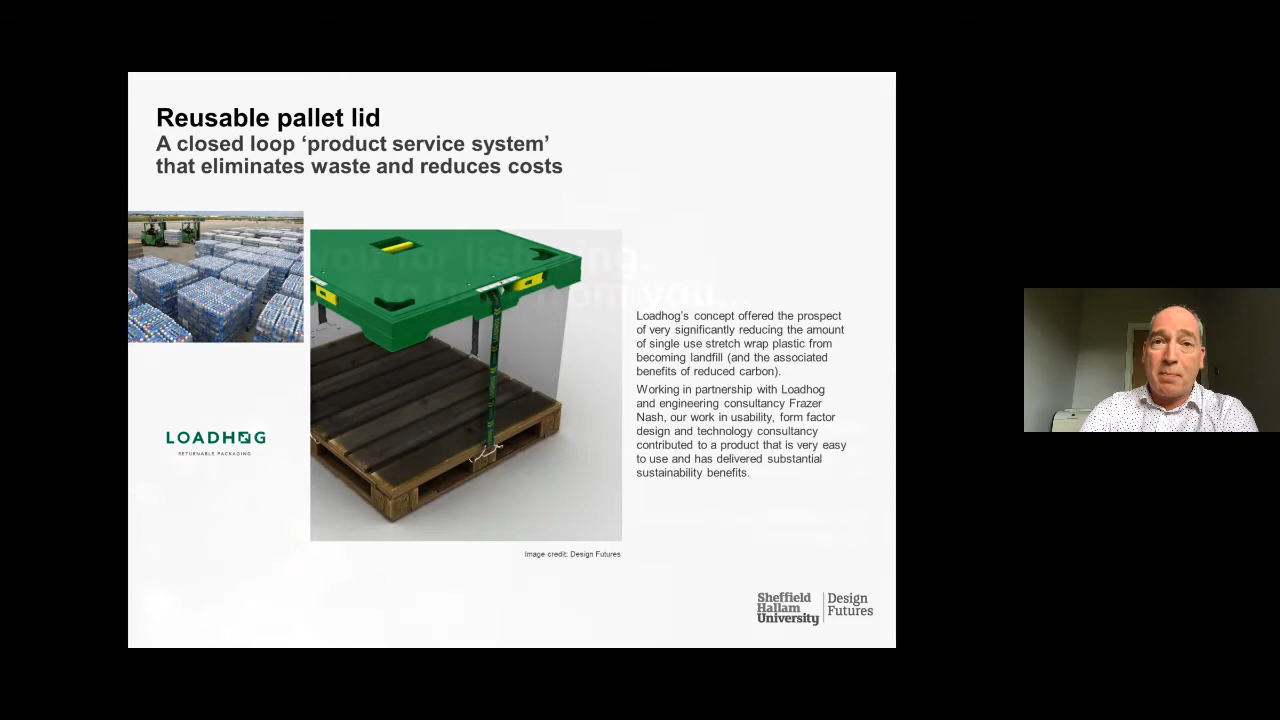 Reusable pallet lid
A closed loop ‘product service system’
that eliminates waste and reduces costs
you for listening.
you...
Loadhog’s concept offered the prospect
of very significantly reducing the amount
of single use stretch wrap plastic from
becoming landfill (and the associated
benefits of reduced carbon).
Working in partnership with Loadhog
and engineering consultancy Frazer
Nash, our work in usability, form factor
design and technology consultancy
contributed to a product that is very easy
to use and has delivered substantial
sustainability benefits.
LOADHOG
RETURNABLE PACKAGING
Image credit: Design Futures
Sheffield
Hallam
University
Design
Futures